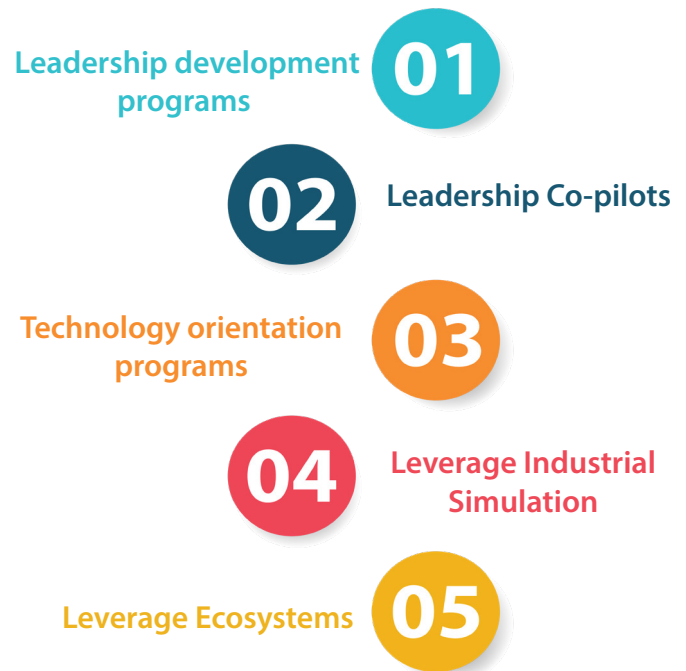 Leadership development
programs
01
02
Leadership Co-pilots
Technology orientation
programs
03
04
Leverage Industrial
Simulation
Leverage Ecosystems
05